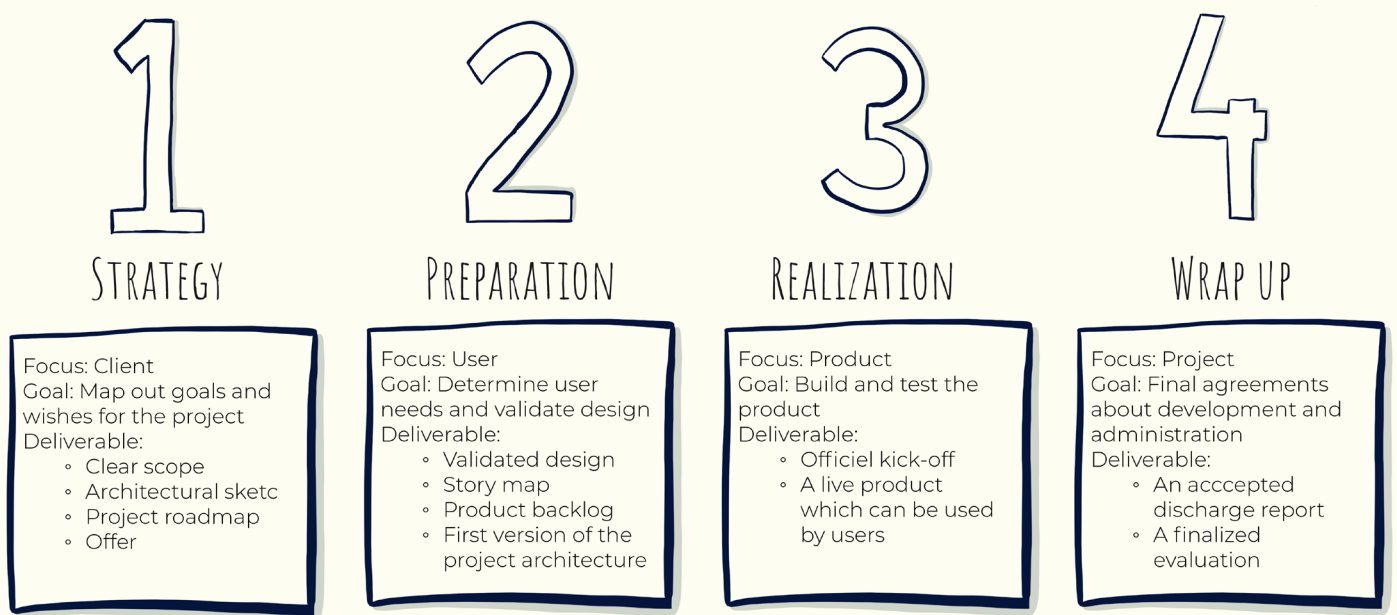 1
STRATEGY
Focus: Client
Goal: Map out goals and
wishes for the project
Deliverable:
◦ Clear scope
◦ Architectural sketc
◦ Project roadmap
◦ Offer
2
PREPARATION
Focus: User
Goal: Determine user
needs and validate design
Deliverable:
◦ Validated design
◦ Story map
◦ Product backlog
◦ First version of the
project architecture
3
REALIZATION
Focus: Product
Goal: Build and test the
product
Deliverable:
◦ Officiel kick-off
◦ A live product
which can be used
by users
4
WRAP UP
Focus: Project
Goal: Final agreements
about development and
administration
Deliverable:
◦ An acccepted
discharge report
◦ A finalized
evaluation